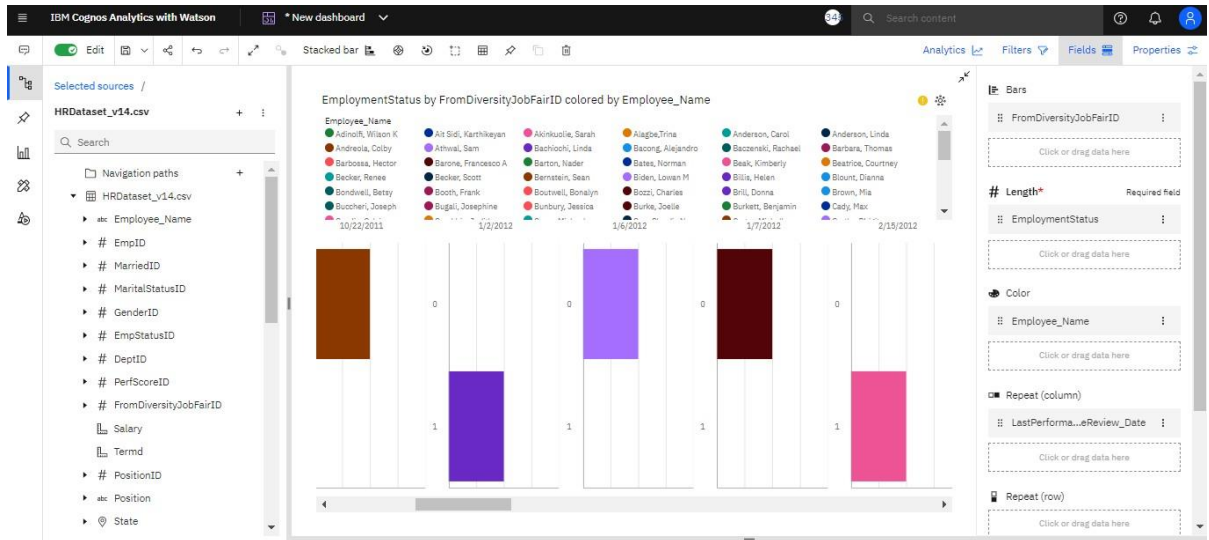 IBM Cognos Analytics with Watson
* New dashboard
Search content
Edit
Stacked bar
Analytics
Filters
Fields
Properties
Selected sources /
HRDataset_v14.csv
Search
Navigation paths
HRDataset_v14.csv
abc Employee_Name
# EmpID
# MarriedID
# MaritalStatusID
# GenderID
# EmpStatusID
# DeptID
# PerfScoreID
# FromDiversityJobFairID
Salary
Termd
# PositionID
abc Position
State
EmploymentStatus by FromDiversityJobFairID colored by Employee_Name
Employee_Name
Adinolfi, Wilson K Ait Sidi, Karthikeyan Akinkuolie, Sarah Alagbe,Trina Anderson, Carol Anderson, Linda
Andreola, Colby Athwal, Sam Bachiochi, Linda Bacong, Alejandro Baczenski, Rachael Barbara, Thomas
Barbossa, Hector Barone, Francesco A Barton, Nader Bates, Norman Beak, Kimberly Beatrice, Courtney
Becker, Renee Becker, Scott Bernstein, Sean Biden, Lowan M Billis, Helen Blount, Dianna
Bondwell, Betsy Booth, Frank Boutwell, Bonalyn Bozzi, Charles Brill, Donna Brown, Mia
Buccheri, Joseph Bugali, Josephine Bunbury, Jessica Burke, Joelle Burkett, Benjamin Cady, Max
10/22/2011 1/2/2012 1/6/2012 1/7/2012 2/15/2012
0 0 0 0
1 1 1 1
Bars
FromDiversityJobFairID
Click or drag data here
# Length* Required field
EmploymentStatus
Click or drag data here
Color
Employee_Name
Click or drag data here
Repeat (column)
LastPerforma...eReview_Date
Click or drag data here
Repeat (row)
Click or drag data here